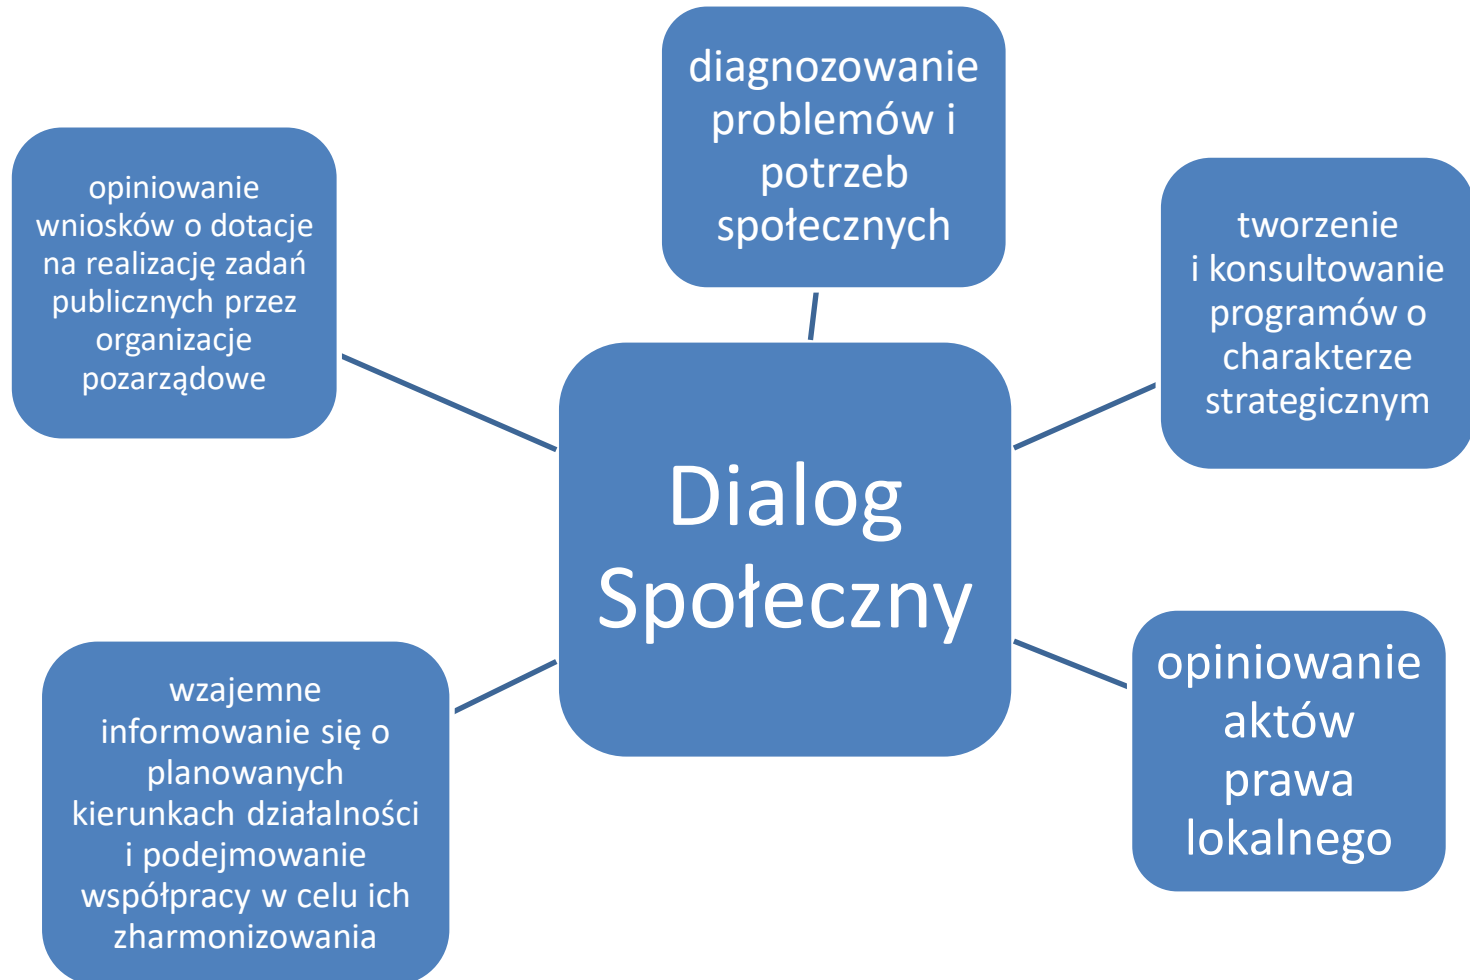 diagnozowanie
problemów i
potrzeb
społecznych
opiniowanie
wniosków o dotacje
na realizację zadań
publicznych przez
organizacje
pozarządowe
tworzenie
i konsultowanie
programów o
charakterze
strategicznym
Dialog
Społeczny
wzajemne
informowanie się o
planowanych
kierunkach działalności
i podejmowanie
współpracy w celu ich
zharmonizowania
opiniowanie
aktów
prawa
lokalnego